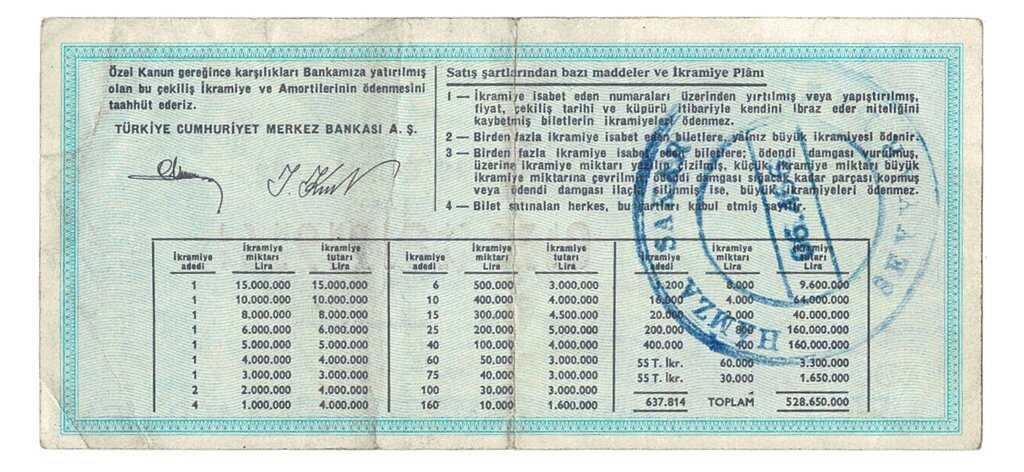 Özel Kanun gereğince karşılıkları Bankamıza yatırılmış
olan bu çekiliş İkramiye ve Amortilerinin ödenmesini
taahhüt ederiz.
TÜRKİYE CUMHURİYET MERKEZ BANKASI A. Ş.
Satış şartlarından bazı maddeler ve İkramiye Plânı
1 — İkramiye isabet eden numaraları üzerinden yırtılmış veya yapıştırılmış,
fiyat, çekiliş tarihi ve küpürü itibariyle kendini ibraz eder niteliğini
kaybetmiş biletlerin ikramiyeleri ödenmez.
2 — Birden fazla ikramiye isabet eden biletlere, yalnız büyük ikramiyesi ödenir.
3 — Birden fazla ikramiye isabet eden biletlere; ödendi damgası vurulmuş,
üzerine ikramiye miktarı yazılıp çizilmiş, küçük ikramiye miktarı büyük
ikramiye miktarına çevrilmiş, ödendi damgası sığacak kadar parçası kopmuş
veya ödendi damgası ilaçla silinmiş ise, büyük ikramiyeleri ödenmez.
4 — Bilet satınalan herkes, bu şartları kabul etmiş sayılır.
İkramiye adedi İkramiye miktarı Lira İkramiye tutarı Lira İkramiye adedi İkramiye miktarı Lira İkramiye tutarı Lira İkramiye adedi İkramiye miktarı Lira İkramiye tutarı Lira
1 15.000.000 15.000.000 6 500.000 3.000.000 1.200 8.000 9.600.000
1 10.000.000 10.000.000 10 400.000 4.000.000 16.000 4.000 64.000.000
1 8.000.000 8.000.000 15 300.000 4.500.000 20.000 40.000.000
1 6.000.000 6.000.000 25 200.000 5.000.000 200.000 160.000.000
1 5.000.000 5.000.000 40 100.000 4.000.000 400.000 400 160.000.000
1 4.000.000 4.000.000 60 50.000 3.000.000 55 T. İkr. 60.000 3.300.000
1 3.000.000 3.000.000 75 40.000 3.000.000 55 T. İkr. 30.000 1.650.000
2 2.000.000 4.000.000 100 30.000 3.000.000
4 1.000.000 4.000.000 160 10.000 1.600.000 637.814 TOPLAM 528.650.000
HAMZA